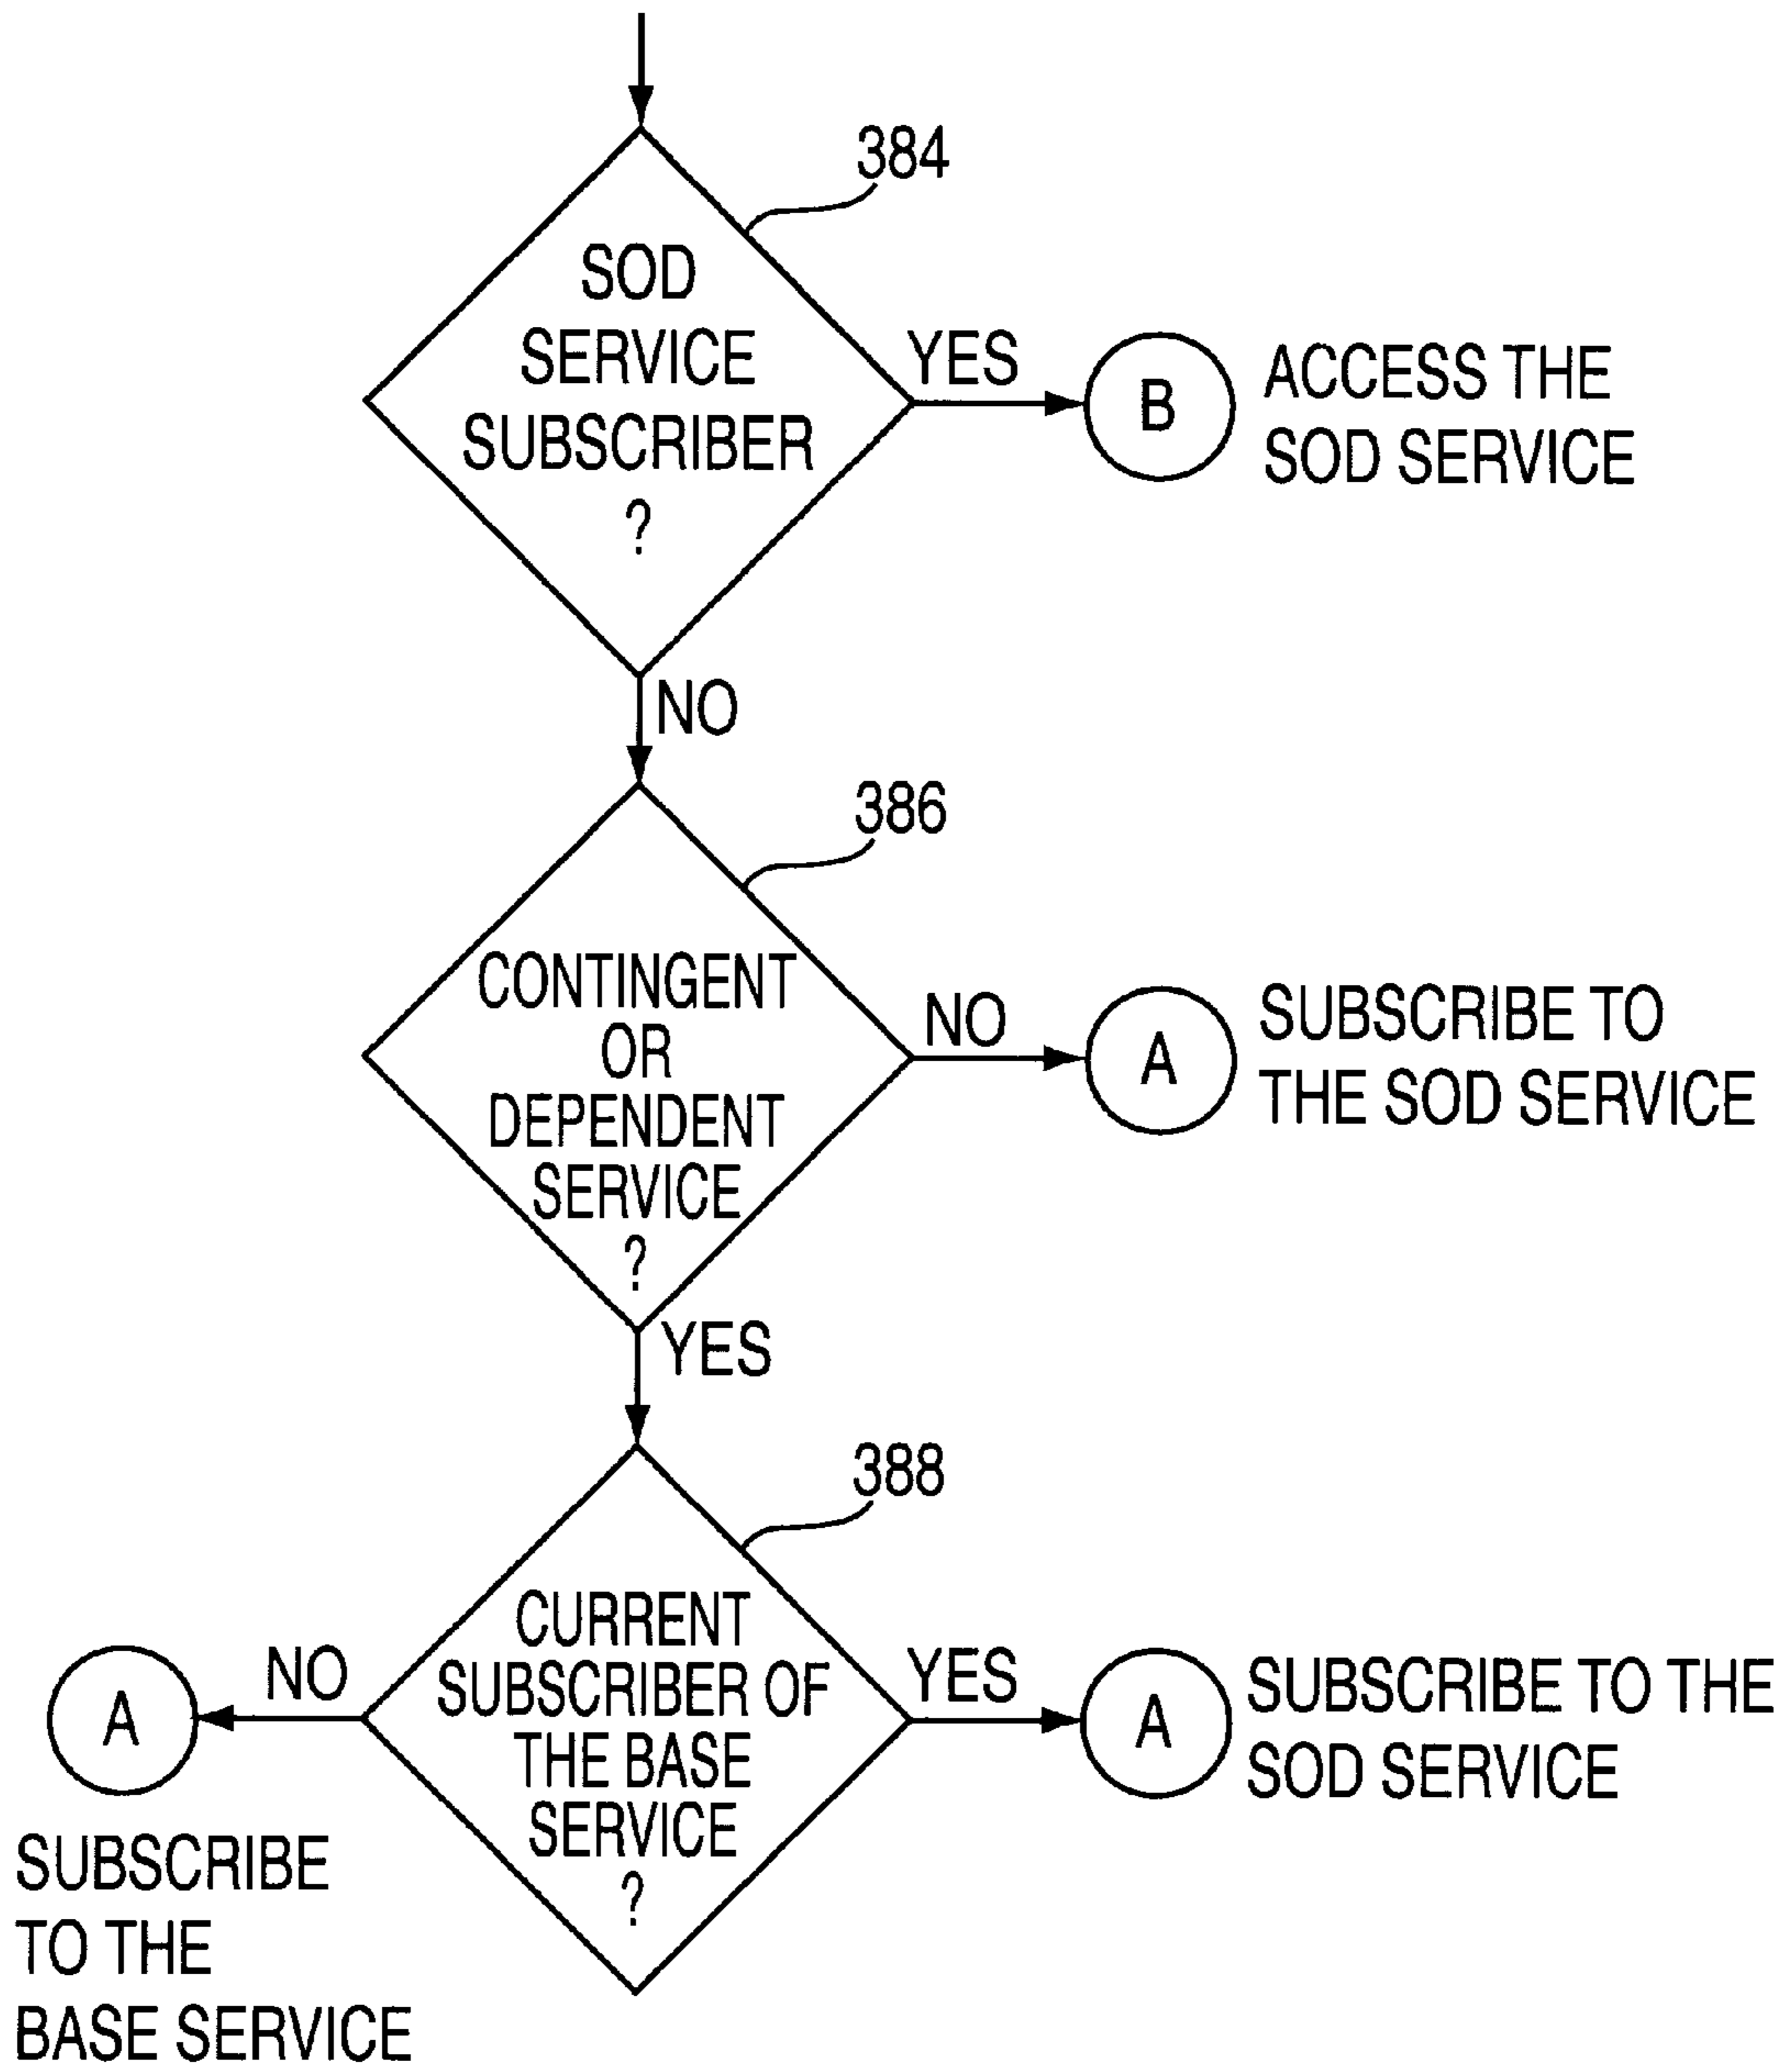 384
SOD
SERVICE
SUBSCRIBER
?
YES
B
ACCESS THE
SOD SERVICE
NO
386
CONTINGENT
OR
DEPENDENT
SERVICE
?
NO
A
SUBSCRIBE TO
THE SOD SERVICE
YES
388
CURRENT
SUBSCRIBER OF
THE BASE
SERVICE
?
NO
A
SUBSCRIBE
TO THE
BASE SERVICE
YES
A
SUBSCRIBE TO THE
SOD SERVICE